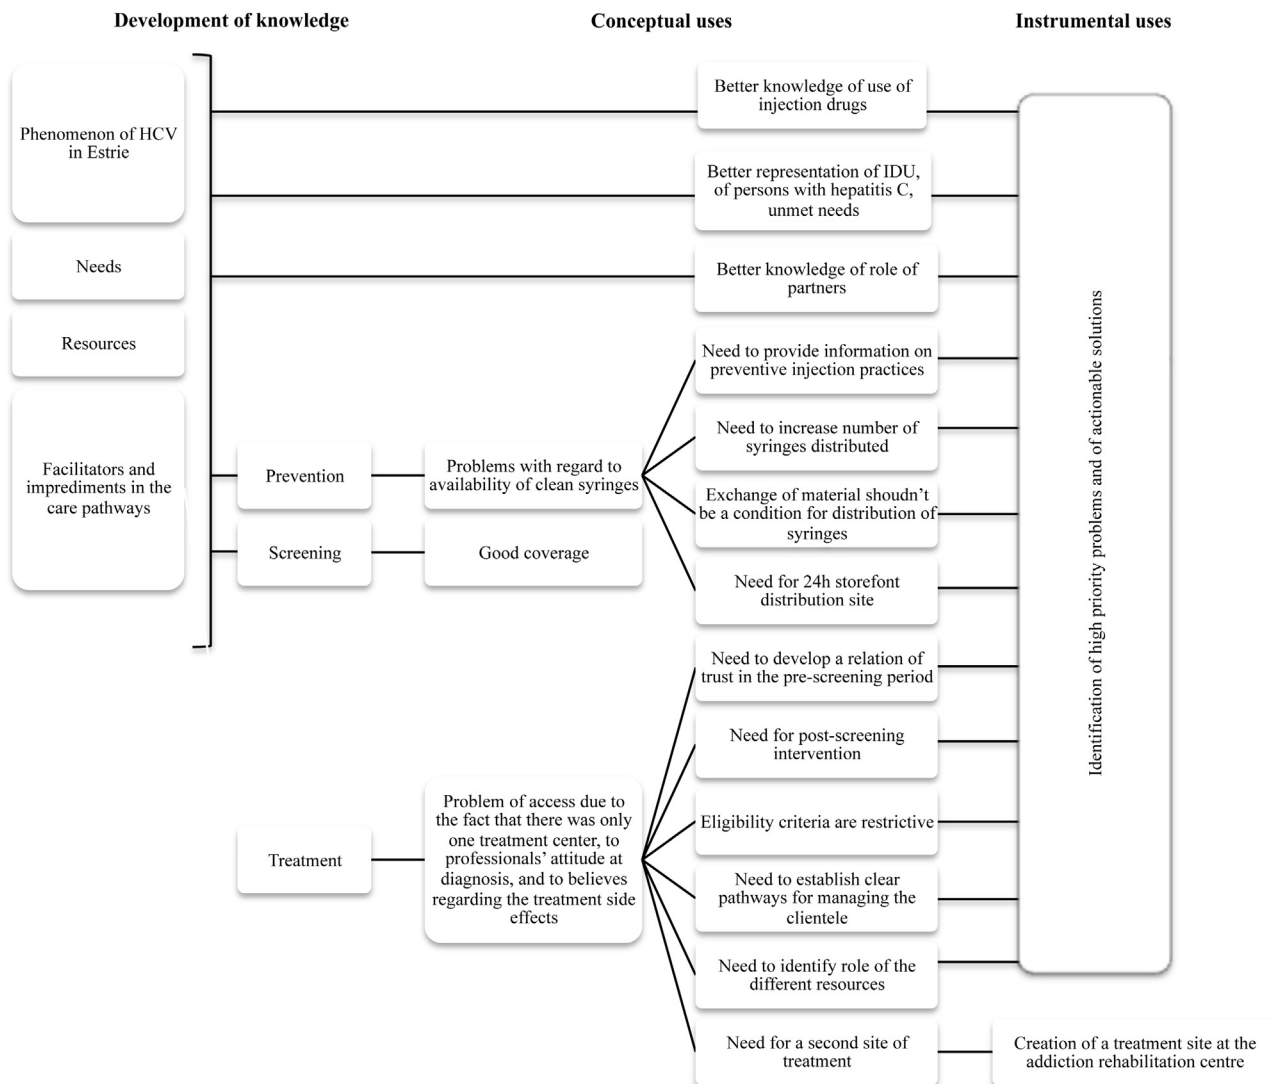 Development of knowledge
Conceptual uses
Instrumental uses
Phenomenon of HCV
in Estrie
Needs
Resources
Facilitators and
imprediments in the
care pathways
Prevention
Screening
Treatment
Problems with regard to
availability of clean syringes
Good coverage
Problem of access due to
the fact that there was only
one treatment center, to
professionals’ attitude at
diagnosis, and to believes
regarding the treatment side
effects
Better knowledge of use of
injection drugs
Better representation of IDU,
of persons with hepatitis C,
unmet needs
Better knowledge of role of
partners
Need to provide information on
preventive injection practices
Need to increase number of
syringes distributed
Exchange of material shoudn’t
be a condition for distribution of
syringes
Need for 24h storefont
distribution site
Need to develop a relation of
trust in the pre-screening period
Need for post-screening
intervention
Eligibility criteria are restrictive
Need to establish clear
pathways for managing the
clientele
Need to identify role of the
different resources
Need for a second site of
treatment
Identification of high priority problems and of actionable solutions
Creation of a treatment site at the
addiction rehabilitation centre